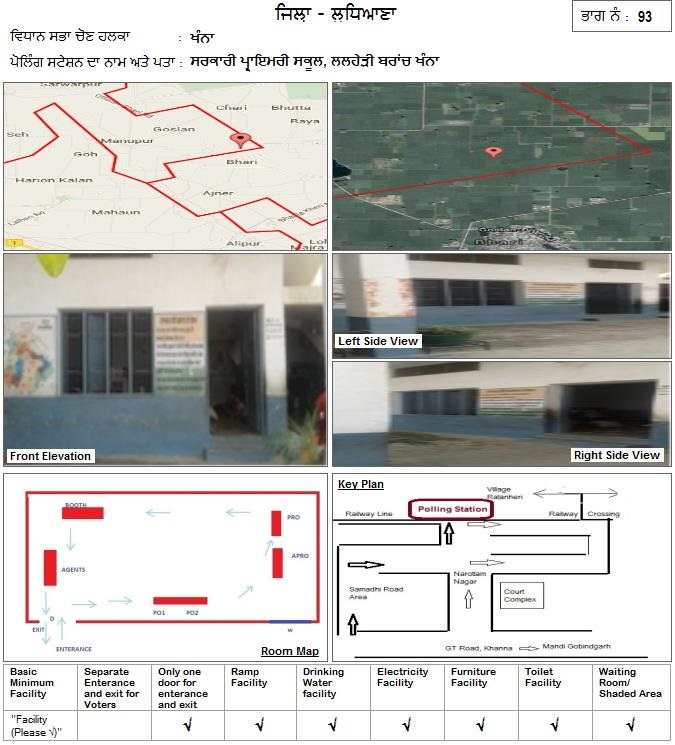 ਜਿਲ੍ਹਾ - ਲੁਧਿਆਣਾ
ਭਾਗ ਨੰ : 93
ਵਿਧਾਨ ਸਭਾ ਚੋਣ ਹਲਕਾ : ਖੰਨਾ
ਪੋਲਿੰਗ ਸਟੇਸ਼ਨ ਦਾ ਨਾਮ ਅਤੇ ਪਤਾ : ਸਰਕਾਰੀ ਪ੍ਰਾਇਮਰੀ ਸਕੂਲ, ਲਲਹੇੜੀ ਬਰਾਂਚ ਖੰਨਾ
Sarwarpur
Chari
Bhutta
Raya
Goslan
Seh
Manupur
Goh
Bhari
Harion Kalan
Ajner
Mahaun
Alipur
Majra
1
Bhari
Front Elevation
Left Side View
Right Side View
BOOTH
PRO
AGENTS
APRO
PO1 PO2
D
EXIT
ENTERANCE
W
Room Map
Key Plan
Village
Ratanheri
Railway Line
Polling Station
Railway Crossing
Samadhi Road
Area
Narottam
Nagar
Court
Complex
GT Road, Khanna
Mandi Gobindgarh
Basic Minimum Facility
Separate Enterance and exit for Voters
Only one door for enterance and exit
Ramp Facility
Drinking Water facility
Electricity Facility
Furniture Facility
Toilet Facility
Waiting Room/ Shaded Area
"Facility (Please √)"
√ √ √ √ √ √ √